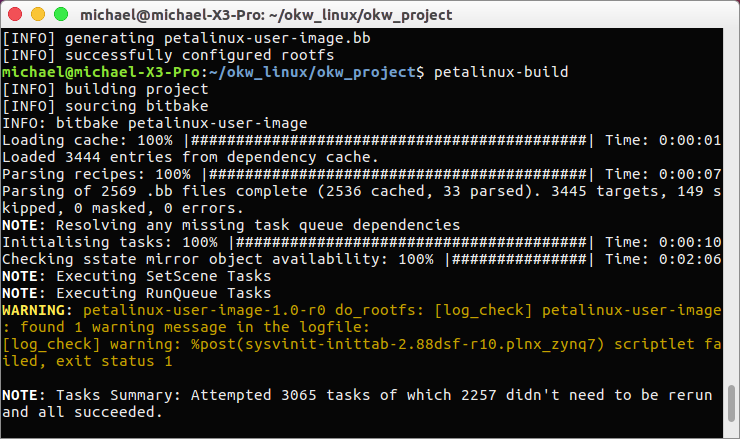 michael@michael-X3-Pro: ~/okw_linux/okw_project
[INFO] generating petalinux-user-image.bb
[INFO] successfully configured rootfs
michael@michael-X3-Pro:~/okw_linux/okw_project$ petalinux-build
[INFO] building project
[INFO] sourcing bitbake
INFO: bitbake petalinux-user-image
Loading cache: 100% |############################################| Time: 0:00:01
Loaded 3444 entries from dependency cache.
Parsing recipes: 100% |##########################################| Time: 0:00:07
Parsing of 2569 .bb files complete (2536 cached, 33 parsed). 3445 targets, 149 s
kipped, 0 masked, 0 errors.
NOTE: Resolving any missing task queue dependencies
Initialising tasks: 100% |#######################################| Time: 0:00:10
Checking sstate mirror object availability: 100% |###############| Time: 0:02:06
NOTE: Executing SetScene Tasks
NOTE: Executing RunQueue Tasks
WARNING: petalinux-user-image-1.0-r0 do_rootfs: [log_check] petalinux-user-image
: found 1 warning message in the logfile:
[log_check] warning: %post(sysvinit-inittab-2.88dsf-r10.plnx_zynq7) scriptlet fa
iled, exit status 1
NOTE: Tasks Summary: Attempted 3065 tasks of which 2257 didn't need to be rerun
and all succeeded.